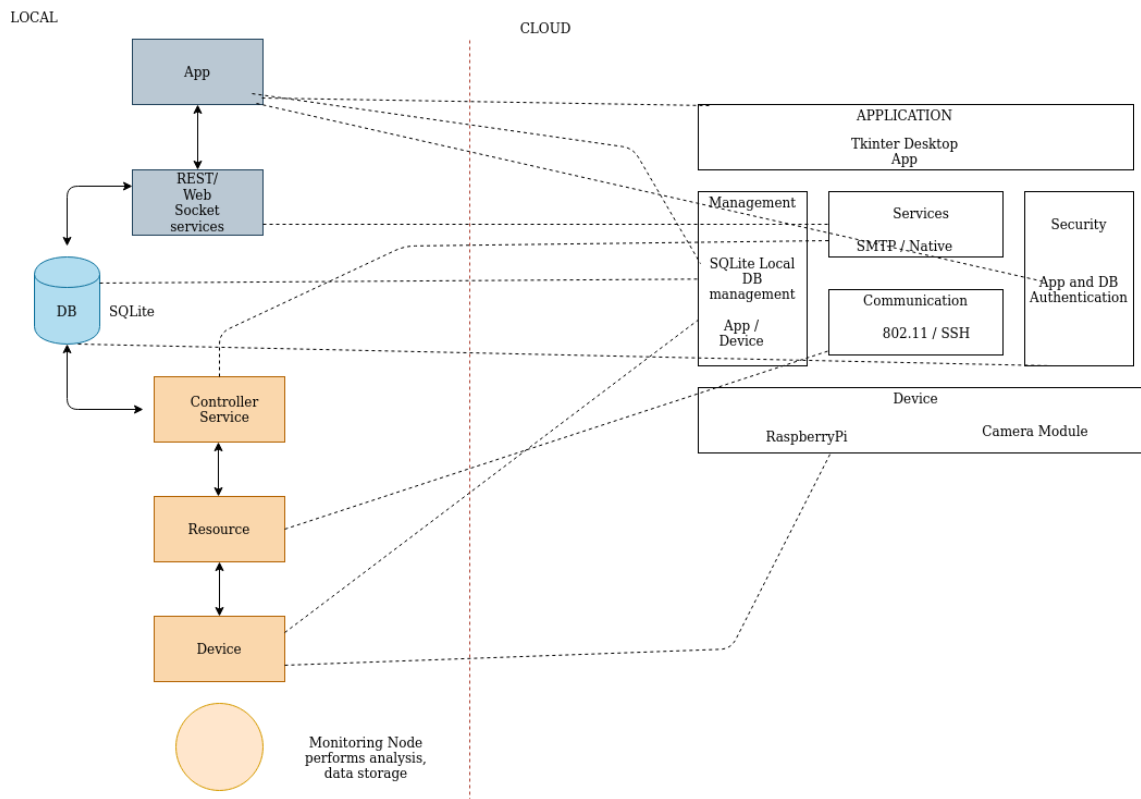 LOCAL
CLOUD
App
APPLICATION
Tkinter Desktop
App
REST/
Web
Socket
services
Management
SQLite Local
DB
management
App /
Device
Services
SMTP / Native
Security
App and DB
Authentication
Communication
802.11 / SSH
DB
SQLite
Controller
Service
Device
RaspberryPi
Camera Module
Resource
Device
Monitoring Node
performs analysis,
data storage